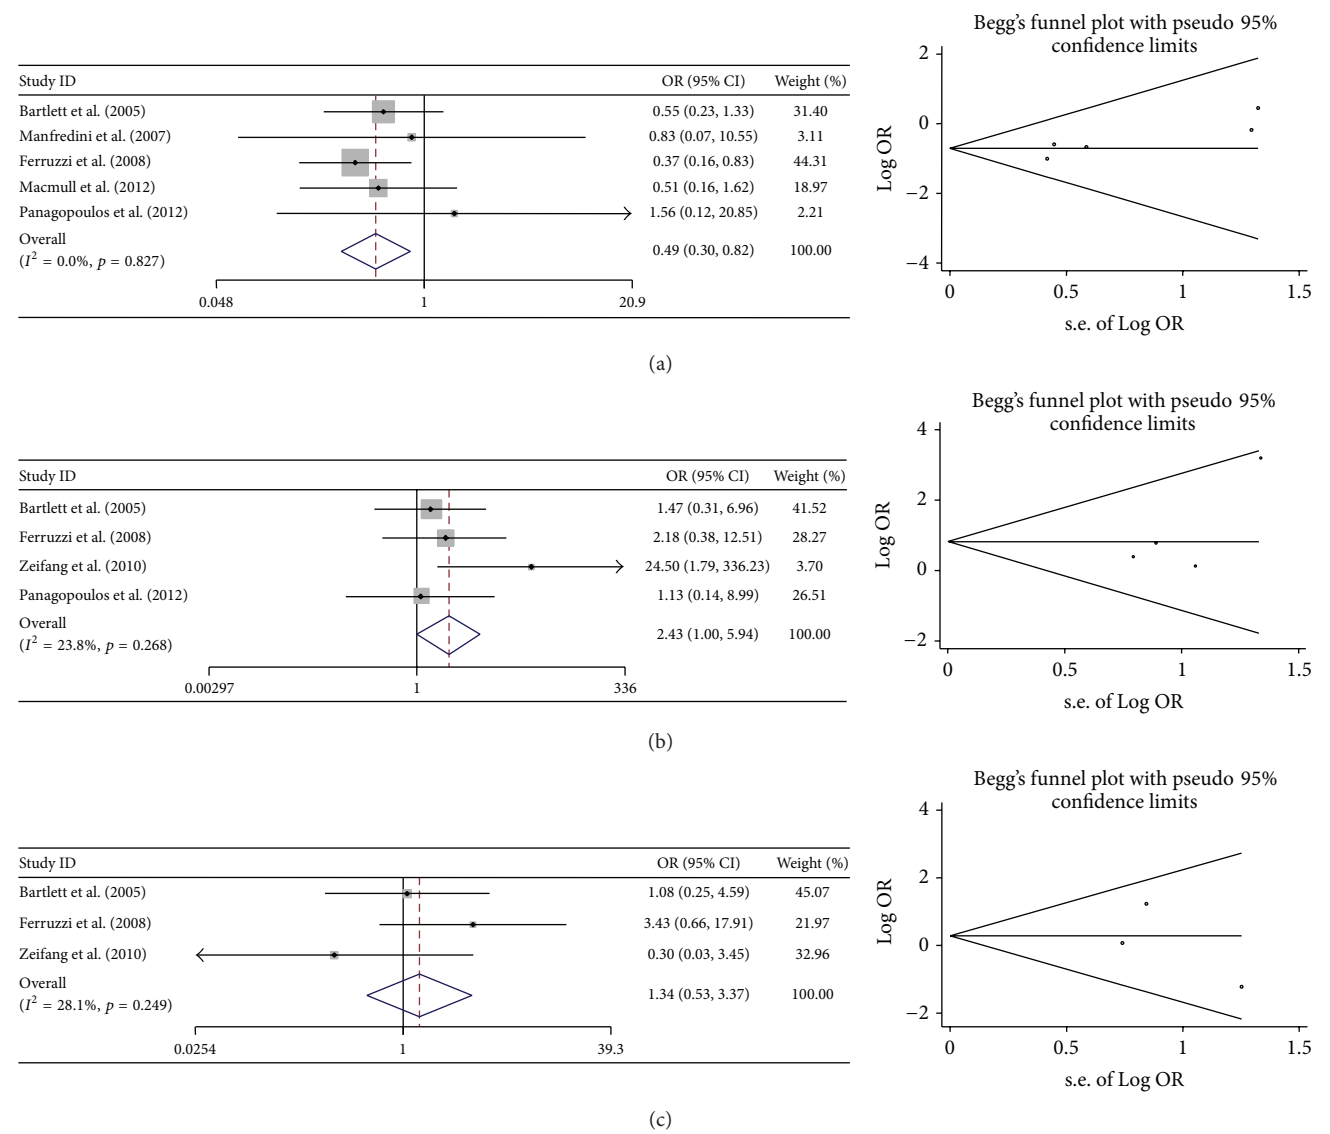 Study ID OR (95% CI) Weight (%)
Bartlett et al. (2005) 0.55 (0.23, 1.33) 31.40
Manfredini et al. (2007) 0.83 (0.07, 10.55) 3.11
Ferruzzi et al. (2008) 0.37 (0.16, 0.83) 44.31
Macmull et al. (2012) 0.51 (0.16, 1.62) 18.97
Panagopoulos et al. (2012) 1.56 (0.12, 20.85) 2.21
Overall
(I² = 0.0%, p = 0.827) 0.49 (0.30, 0.82) 100.00
0.048 1 20.9
Begg's funnel plot with pseudo 95%
confidence limits
Log OR
2
0
−2
−4
0 0.5 1 1.5
s.e. of Log OR
(a)
Study ID OR (95% CI) Weight (%)
Bartlett et al. (2005) 1.47 (0.31, 6.96) 41.52
Ferruzzi et al. (2008) 2.18 (0.38, 12.51) 28.27
Zeifang et al. (2010) 24.50 (1.79, 336.23) 3.70
Panagopoulos et al. (2012) 1.13 (0.14, 8.99) 26.51
Overall
(I² = 23.8%, p = 0.268) 2.43 (1.00, 5.94) 100.00
0.00297 1 336
Begg's funnel plot with pseudo 95%
confidence limits
Log OR
4
2
0
−2
0 0.5 1 1.5
s.e. of Log OR
(b)
Study ID OR (95% CI) Weight (%)
Bartlett et al. (2005) 1.08 (0.25, 4.59) 45.07
Ferruzzi et al. (2008) 3.43 (0.66, 17.91) 21.97
Zeifang et al. (2010) 0.30 (0.03, 3.45) 32.96
Overall
(I² = 28.1%, p = 0.249) 1.34 (0.53, 3.37) 100.00
0.0254 1 39.3
Begg's funnel plot with pseudo 95%
confidence limits
Log OR
4
2
0
−2
0 0.5 1 1.5
s.e. of Log OR
(c)